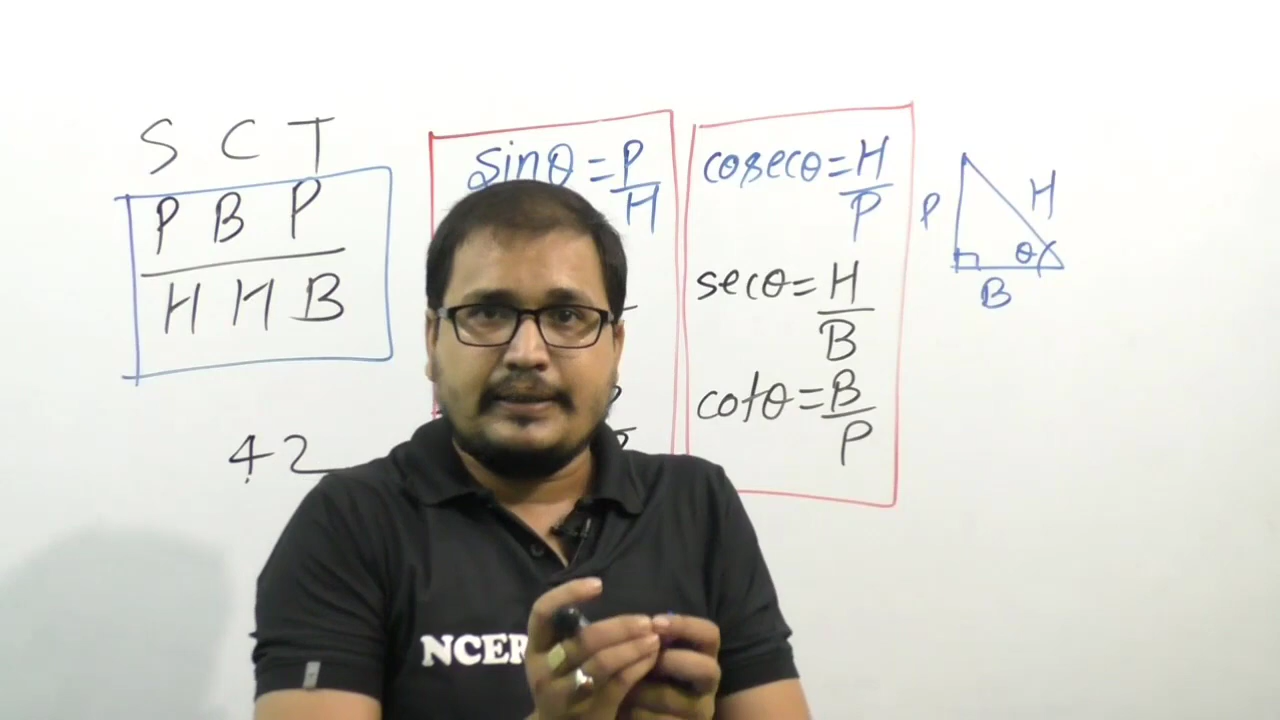 S C T
P B P
H H B
42
sinθ = P/H
cosecθ = H/P
secθ = H/B
cotθ = B/P
P H θ
B
NCER